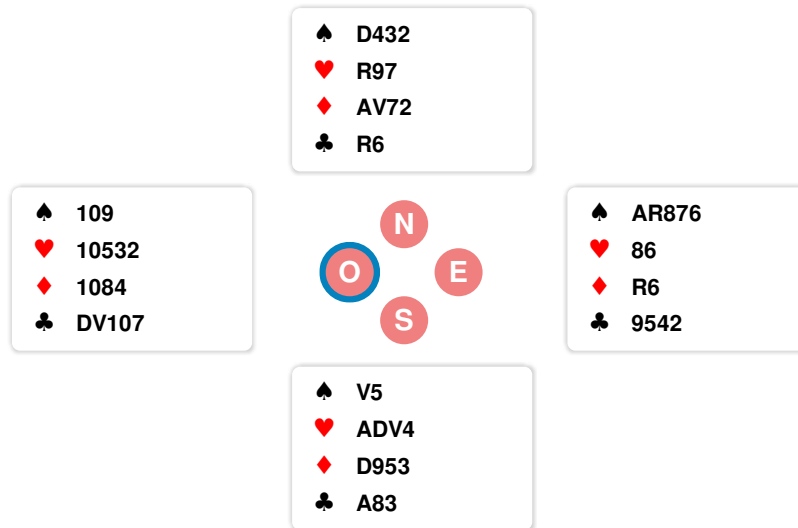 ♠ D432
♥ R97
♦ AV72
♣ R6
♠ 109
♥ 10532
♦ 1084
♣ DV107
N
O
E
S
♠ AR876
♥ 86
♦ R6
♣ 9542
♠ V5
♥ ADV4
♦ D953
♣ A83